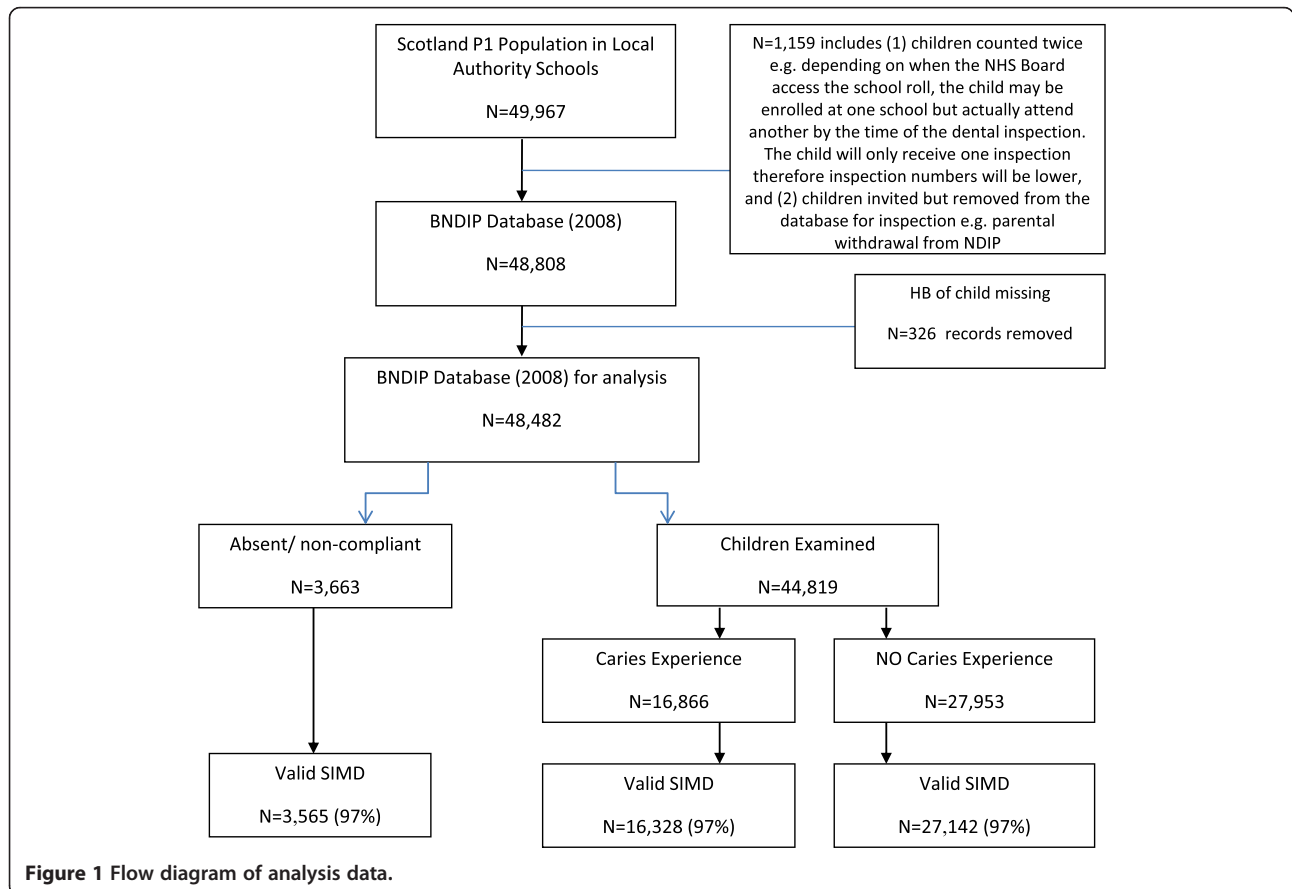 Scotland P1 Population in Local
Authority Schools
N=49,967
N=1,159 includes (1) children counted twice
e.g. depending on when the NHS Board
access the school roll, the child may be
enrolled at one school but actually attend
another by the time of the dental inspection.
The child will only receive one inspection
therefore inspection numbers will be lower,
and (2) children invited but removed from the
database for inspection e.g. parental
withdrawal from NDIP
BNDIP Database (2008)
N=48,808
HB of child missing
N=326 records removed
BNDIP Database (2008) for analysis
N=48,482
Absent/ non-compliant
N=3,663
Children Examined
N=44,819
Caries Experience
N=16,866
NO Caries Experience
N=27,953
Valid SIMD
N=3,565 (97%)
Valid SIMD
N=16,328 (97%)
Valid SIMD
N=27,142 (97%)
Figure 1 Flow diagram of analysis data.